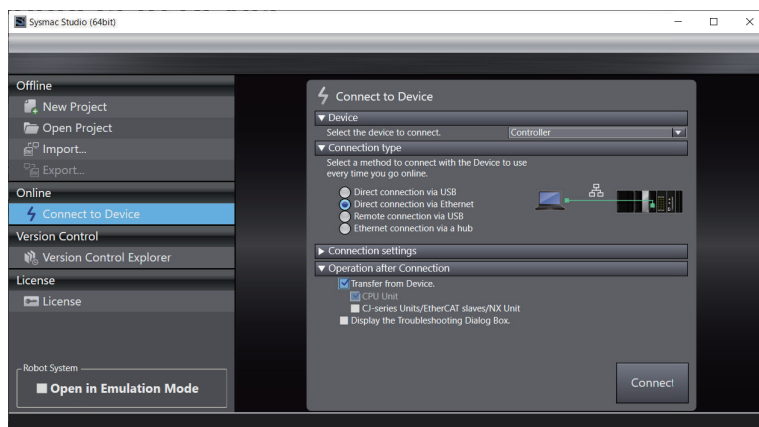 Sysmac Studio (64bit)
Offline
New Project
Open Project
Import...
Export...
Online
Connect to Device
Version Control
Version Control Explorer
License
License
Robot System
Open in Emulation Mode
Connect to Device
Device
Select the device to connect. Controller
Connection type
Select a method to connect with the Device to use
every time you go online.
Direct connection via USB
Direct connection via Ethernet
Remote connection via USB
Ethernet connection via a hub
Connection settings
Operation after Connection
Transfer from Device.
CPU Unit
CJ-series Units/EtherCAT slaves/NX Unit
Display the Troubleshooting Dialog Box.
Connect